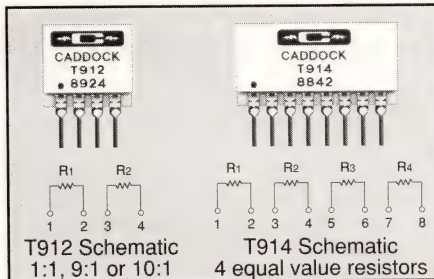 CADDOCK
T912
8924
CADDOCK
T914
8842
R1 R2
1 2 3 4
T912 Schematic
1:1, 9:1 or 10:1
R1 R2 R3 R4
1 2 3 4 5 6 7 8
T914 Schematic
4 equal value resistors